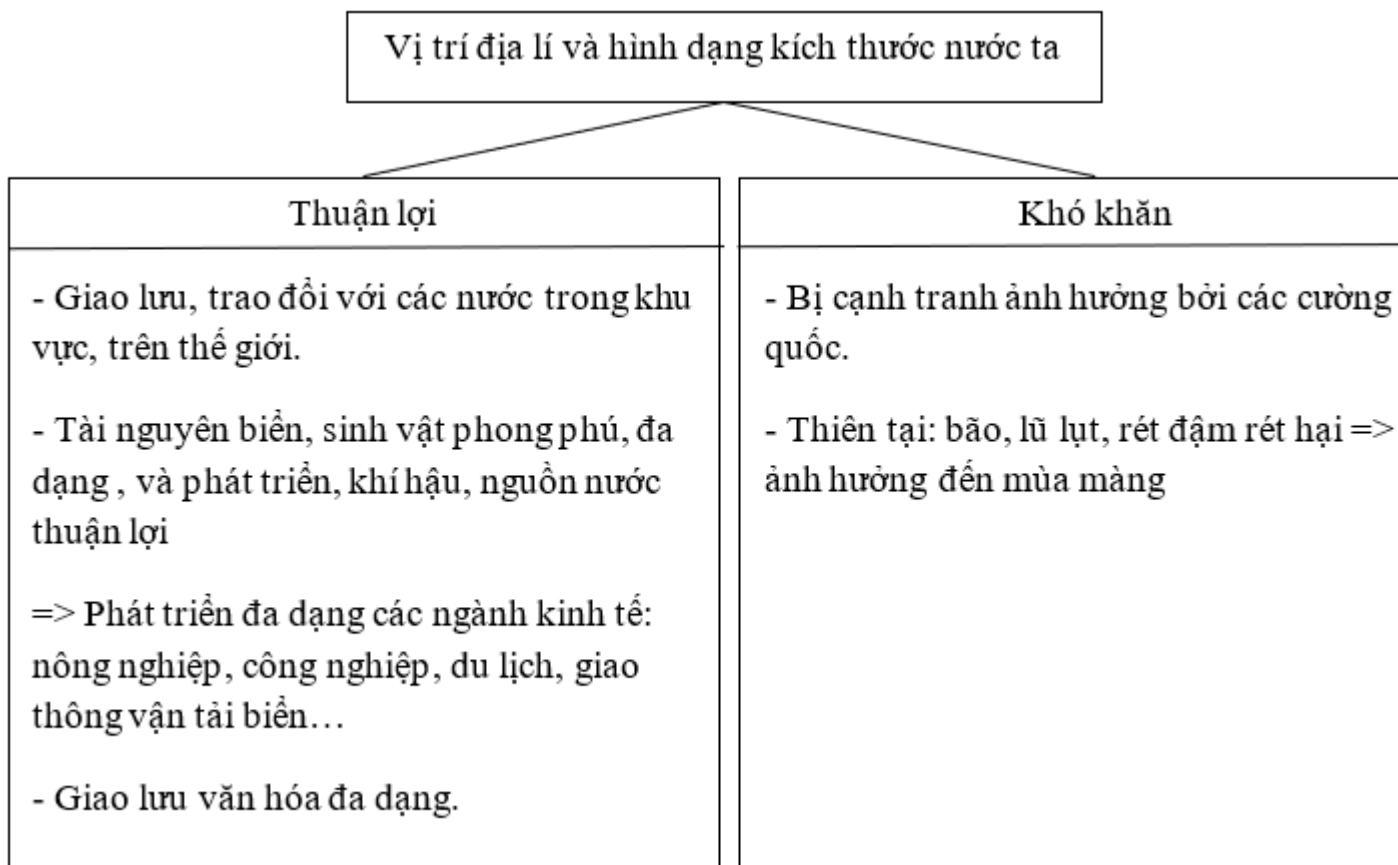 Vị trí địa lí và hình dạng kích thước nước ta
Thuận lợi
- Giao lưu, trao đổi với các nước trong khu
vực, trên thế giới.
- Tài nguyên biển, sinh vật phong phú, đa
dạng , và phát triển, khí hậu, nguồn nước
thuận lợi
=> Phát triển đa dạng các ngành kinh tế:
nông nghiệp, công nghiệp, du lịch, giao
thông vận tải biển…
- Giao lưu văn hóa đa dạng.
Khó khăn
- Bị cạnh tranh ảnh hưởng bởi các cường
quốc.
- Thiên tại: bão, lũ lụt, rét đậm rét hại =>
ảnh hưởng đến mùa màng